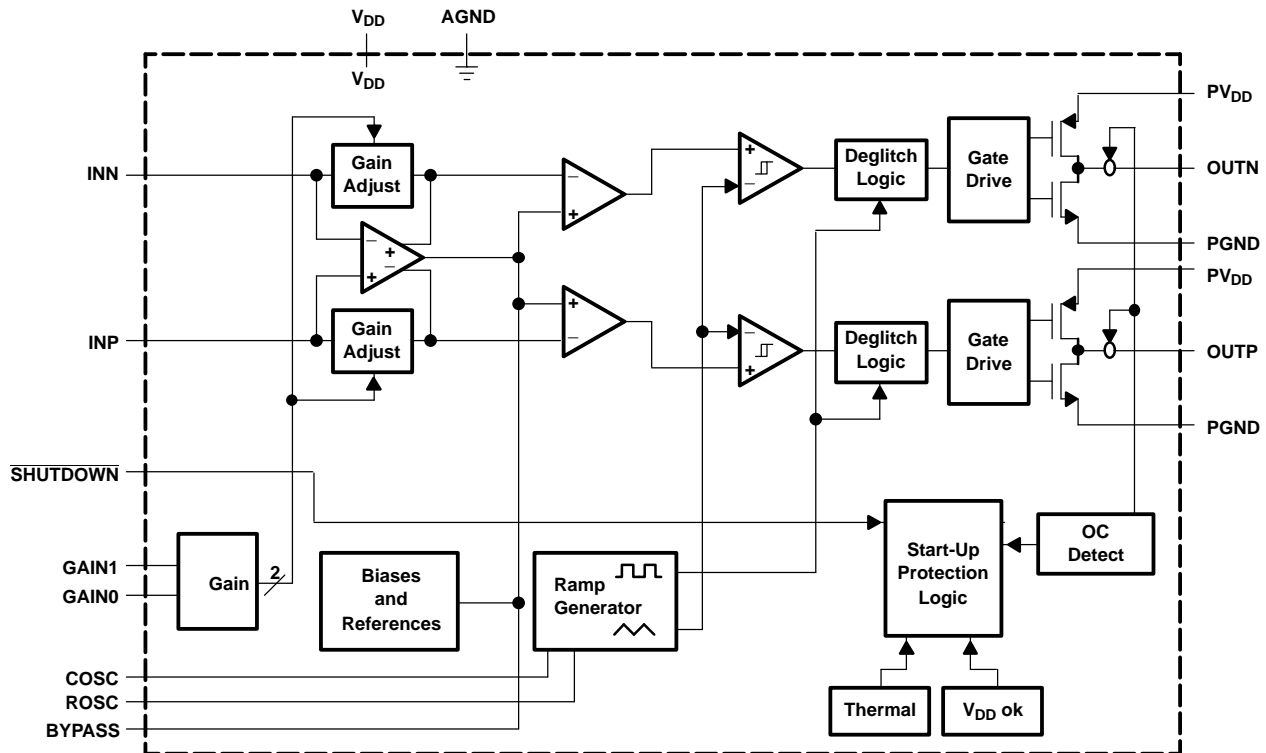 VDD
AGND
VDD
PVDD
Gain
Adjust
INN
Deglitch
Logic
Gate
Drive
OUTN
PGND
PVDD
Gain
Adjust
INP
Deglitch
Logic
Gate
Drive
OUTP
PGND
SHUTDOWN
GAIN1
GAIN0
Gain
2
Biases
and
References
Ramp
Generator
Start-Up
Protection
Logic
OC
Detect
COSC
ROSC
BYPASS
Thermal
VDD ok